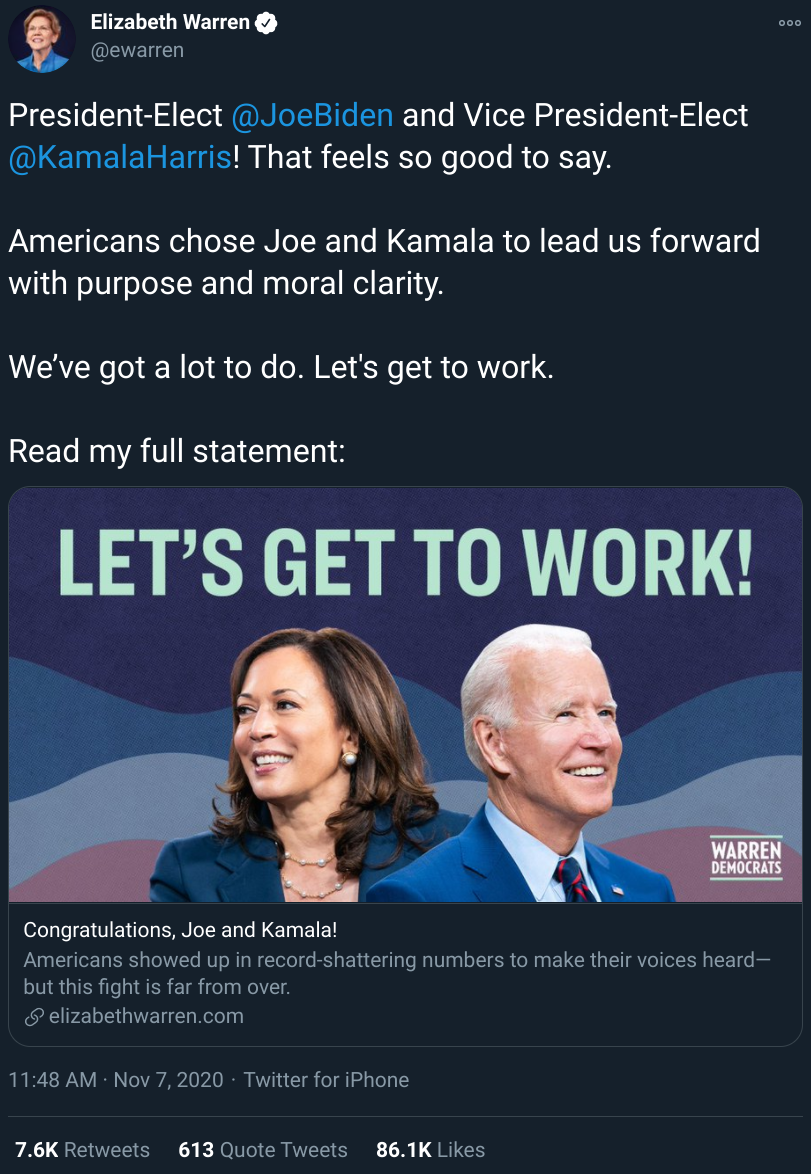 Elizabeth Warren
@ewarren
President-Elect @JoeBiden and Vice President-Elect
@KamalaHarris! That feels so good to say.
Americans chose Joe and Kamala to lead us forward
with purpose and moral clarity.
We’ve got a lot to do. Let's get to work.
Read my full statement:
LET’S GET TO WORK!
WARREN
DEMOCRATS
Congratulations, Joe and Kamala!
Americans showed up in record-shattering numbers to make their voices heard—
but this fight is far from over.
elizabethwarren.com
11:48 AM · Nov 7, 2020 · Twitter for iPhone
7.6K Retweets 613 Quote Tweets 86.1K Likes